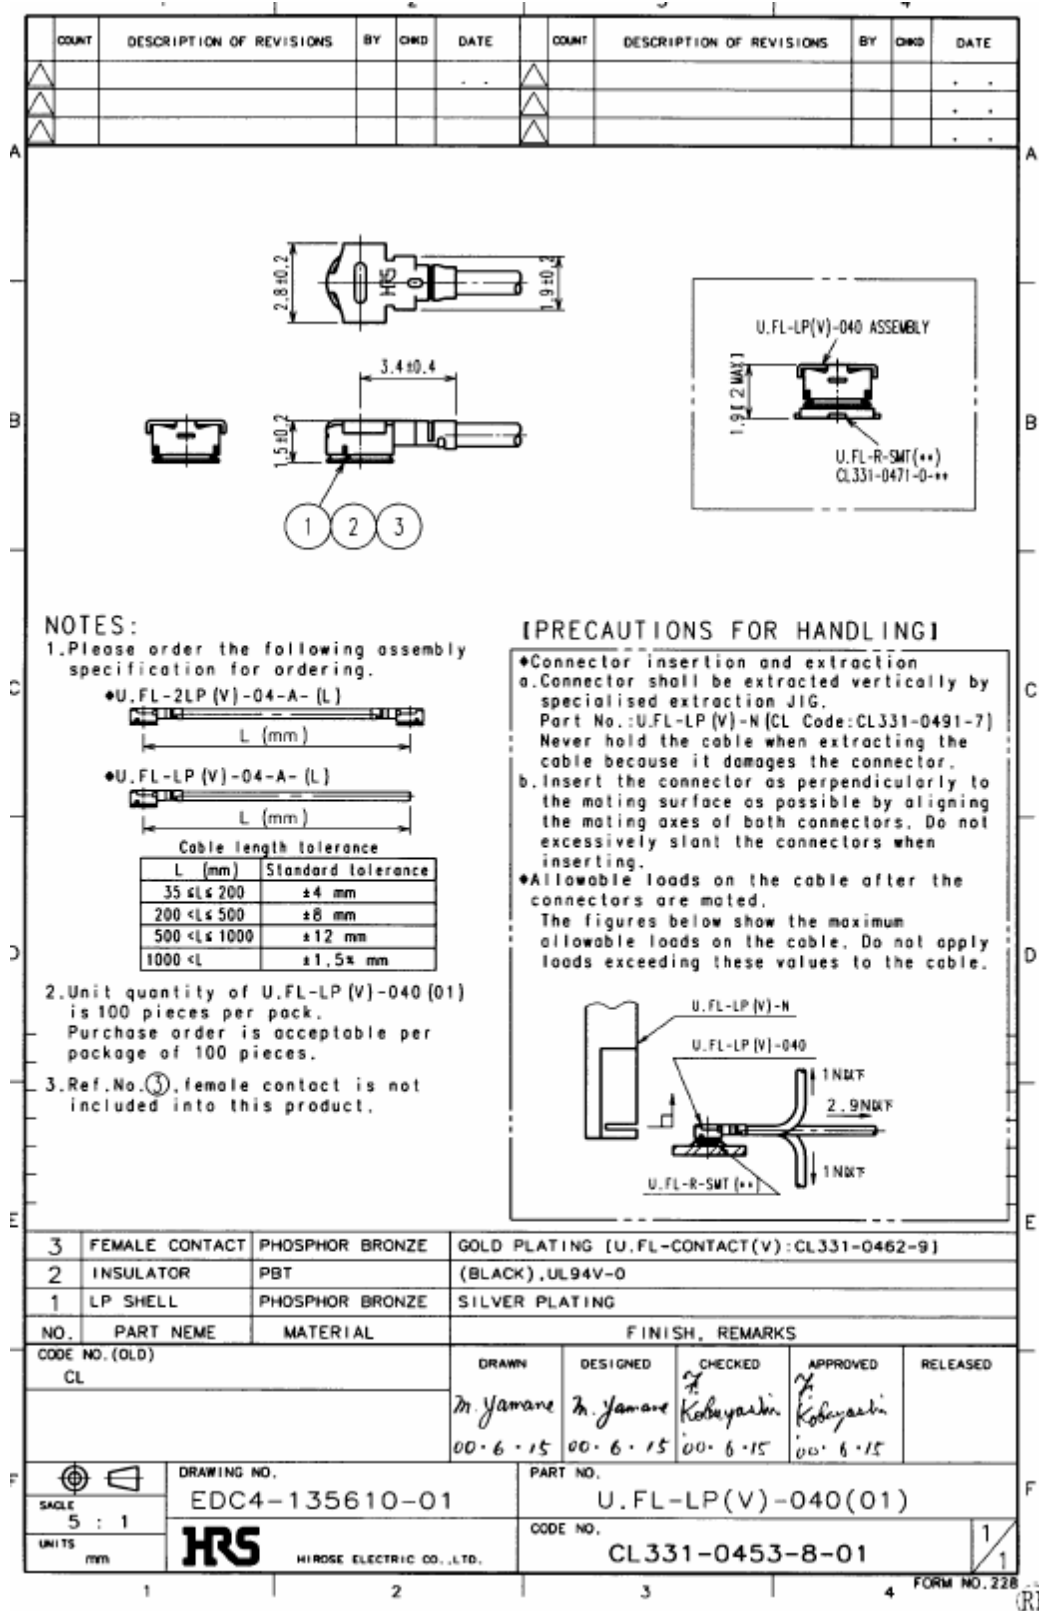 COUNT DESCRIPTION OF REVISIONS BY CHKD DATE COUNT DESCRIPTION OF REVISIONS BY CHKD DATE
A A
2.8±0.2
HRS
1.9±0.2
U.FL-LP(V)-040 ASSEMBLY
3.4±0.4
1.9[2MAX]
B B
1.5±0.2
U.FL-R-SMT(**)
CL331-0471-0-**
1 2 3
NOTES:
1.Please order the following assembly
specification for ordering.
◆U.FL-2LP(V)-04-A-(L)
L (mm)
◆U.FL-LP(V)-04-A-(L)
L (mm)
Cable length tolerance
L (mm) Standard tolerance
35 ≤L≤ 200 ±4 mm
200 <L≤ 500 ±8 mm
500 <L≤ 1000 ±12 mm
1000 <L ±1.5% mm
2.Unit quantity of U.FL-LP(V)-040(01)
is 100 pieces per pack.
Purchase order is acceptable per
package of 100 pieces.
3.Ref.No.③,female contact is not
included into this product.
[PRECAUTIONS FOR HANDLING]
◆Connector insertion and extraction
a.Connector shall be extracted vertically by
specialised extraction JIG.
Part No.:U.FL-LP(V)-N(CL Code:CL331-0491-7)
Never hold the cable when extracting the
cable because it damages the connector.
b.Insert the connector as perpendicularly to
the mating surface as possible by aligning
the mating axes of both connectors. Do not
excessively slant the connectors when
inserting.
◆Allowable loads on the cable after the
connectors are mated.
The figures below show the maximum
allowable loads on the cable. Do not apply
loads exceeding these values to the cable.
C C
D D
U.FL-LP(V)-N
U.FL-LP(V)-040
1N以下
2.9N以下
1N以下
U.FL-R-SMT(**)
E E
3 FEMALE CONTACT PHOSPHOR BRONZE GOLD PLATING [U.FL-CONTACT(V):CL331-0462-9]
2 INSULATOR PBT (BLACK),UL94V-0
1 LP SHELL PHOSPHOR BRONZE SILVER PLATING
NO. PART NEME MATERIAL FINISH, REMARKS
CODE NO.(OLD)
CL
DRAWN DESIGNED CHECKED APPROVED RELEASED
M. Yamane M. Yamane F. Kobayashi F. Kobayashi
00.6.15 00.6.15 '00.6.15 '00.6.15
F F
SACLE
5 : 1
UNITS
mm
DRAWING NO.
EDC4-135610-01
PART NO.
U.FL-LP(V)-040(01)
HRS HIROSE ELECTRIC CO.,LTD.
CODE NO.
CL331-0453-8-01
1/1
1 2 3 4
FORM NO.228